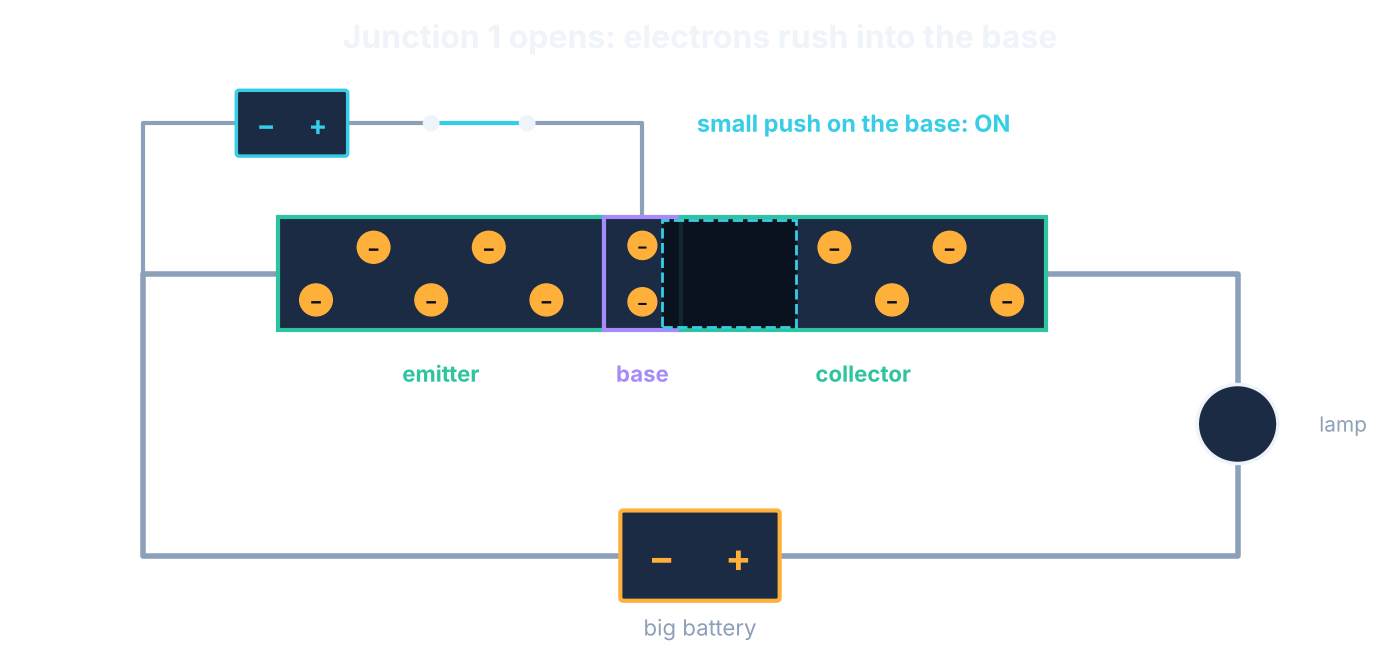 Junction 1 opens: electrons rush into the base
− +
small push on the base: ON
− − − −
− −
− − −
− −
emitter base collector
lamp
− +
big battery